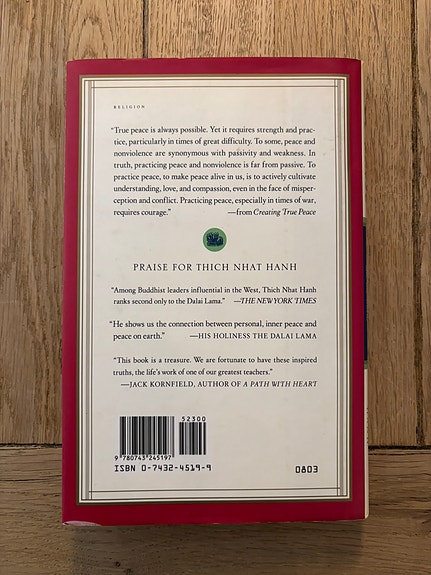 RELIGION
“True peace is always possible. Yet it requires strength and prac-
tice, particularly in times of great difficulty. To some, peace and
nonviolence are synonymous with passivity and weakness. In
truth, practicing peace and nonviolence is far from passive. To
practice peace, to make peace alive in us, is to actively cultivate
understanding, love, and compassion, even in the face of misper-
ception and conflict. Practicing peace, especially in times of war,
requires courage.” —from Creating True Peace
PRAISE FOR THICH NHAT HANH
“Among Buddhist leaders influential in the West, Thich Nhat Hanh
ranks second only to the Dalai Lama.” —THE NEW YORK TIMES
“He shows us the connection between personal, inner peace and
peace on earth.” —HIS HOLINESS THE DALAI LAMA
“This book is a treasure. We are fortunate to have these inspired
truths, the life's work of one of our greatest teachers.”
—JACK KORNFIELD, AUTHOR OF A PATH WITH HEART
52300
9 780743 245197
ISBN 0-7432-4519-9
0803